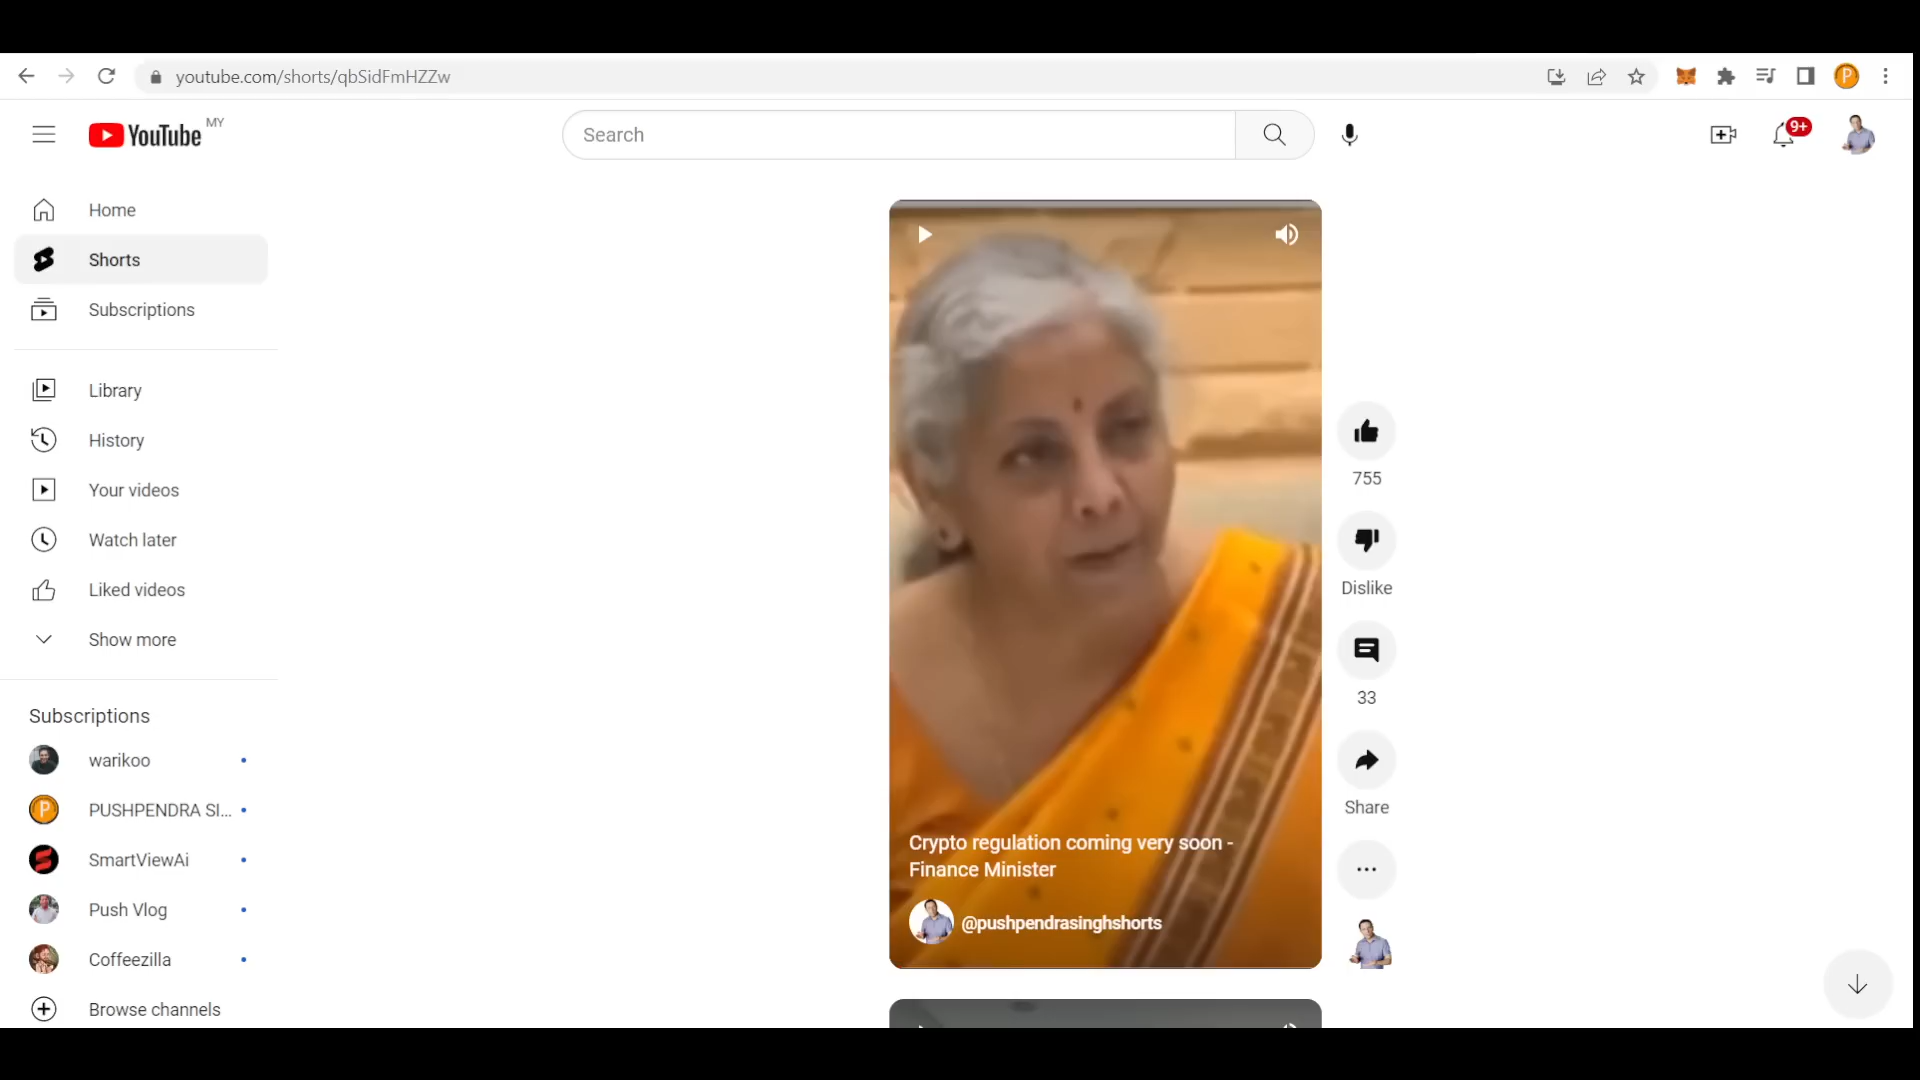 youtube.com/shorts/qbSidFmHZZw
YouTube MY
Search
9+
Home
Shorts
Subscriptions
Library
History
Your videos
Watch later
Liked videos
Show more
Subscriptions
warikoo
PUSHPENDRA SI...
SmartViewAi
Push Vlog
Coffeezilla
Browse channels
Crypto regulation coming very soon -
Finance Minister
@pushpendrasinghshorts
755
Dislike
33
Share
P
P